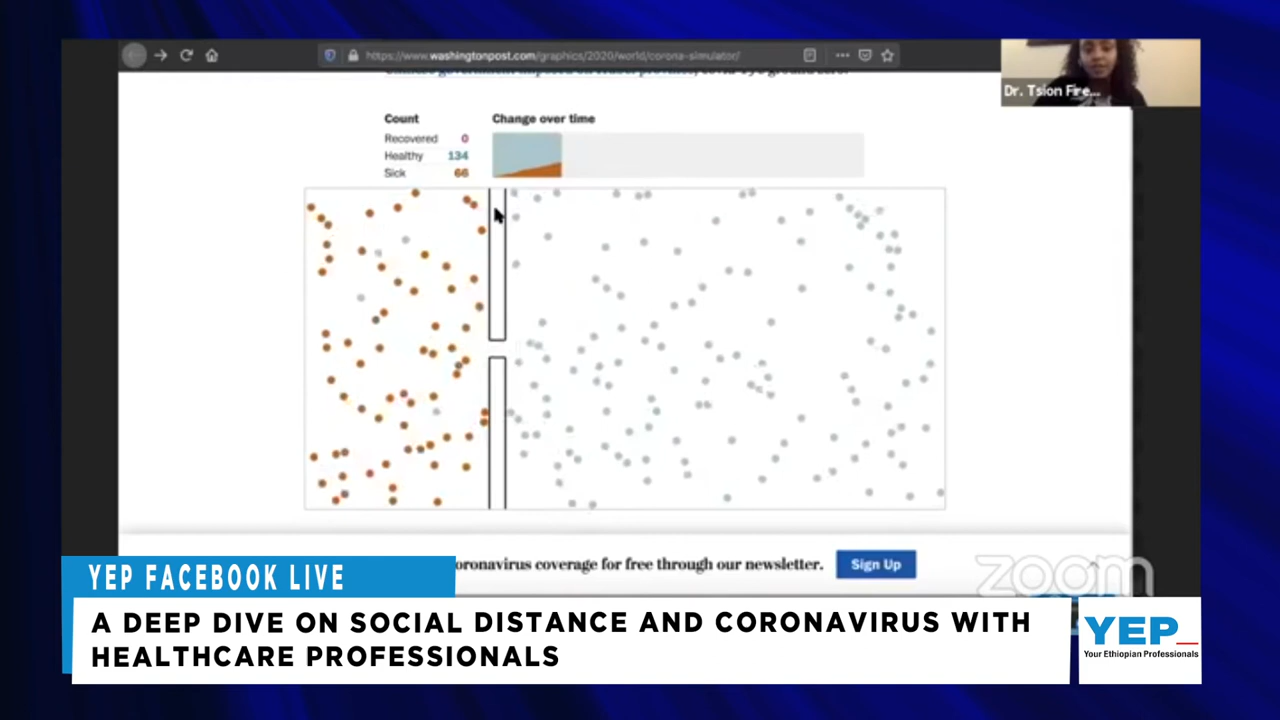 https://www.washingtonpost.com/graphics/2020/world/corona-simulator/
Dr. Tsion Fire...
Count
Change over time
Recovered 0
Healthy 134
Sick 66
oronavirus coverage for free through our newsletter.
Sign Up
zoom
YEP FACEBOOK LIVE
A DEEP DIVE ON SOCIAL DISTANCE AND CORONAVIRUS WITH
HEALTHCARE PROFESSIONALS
YEP_
Your Ethiopian Professionals